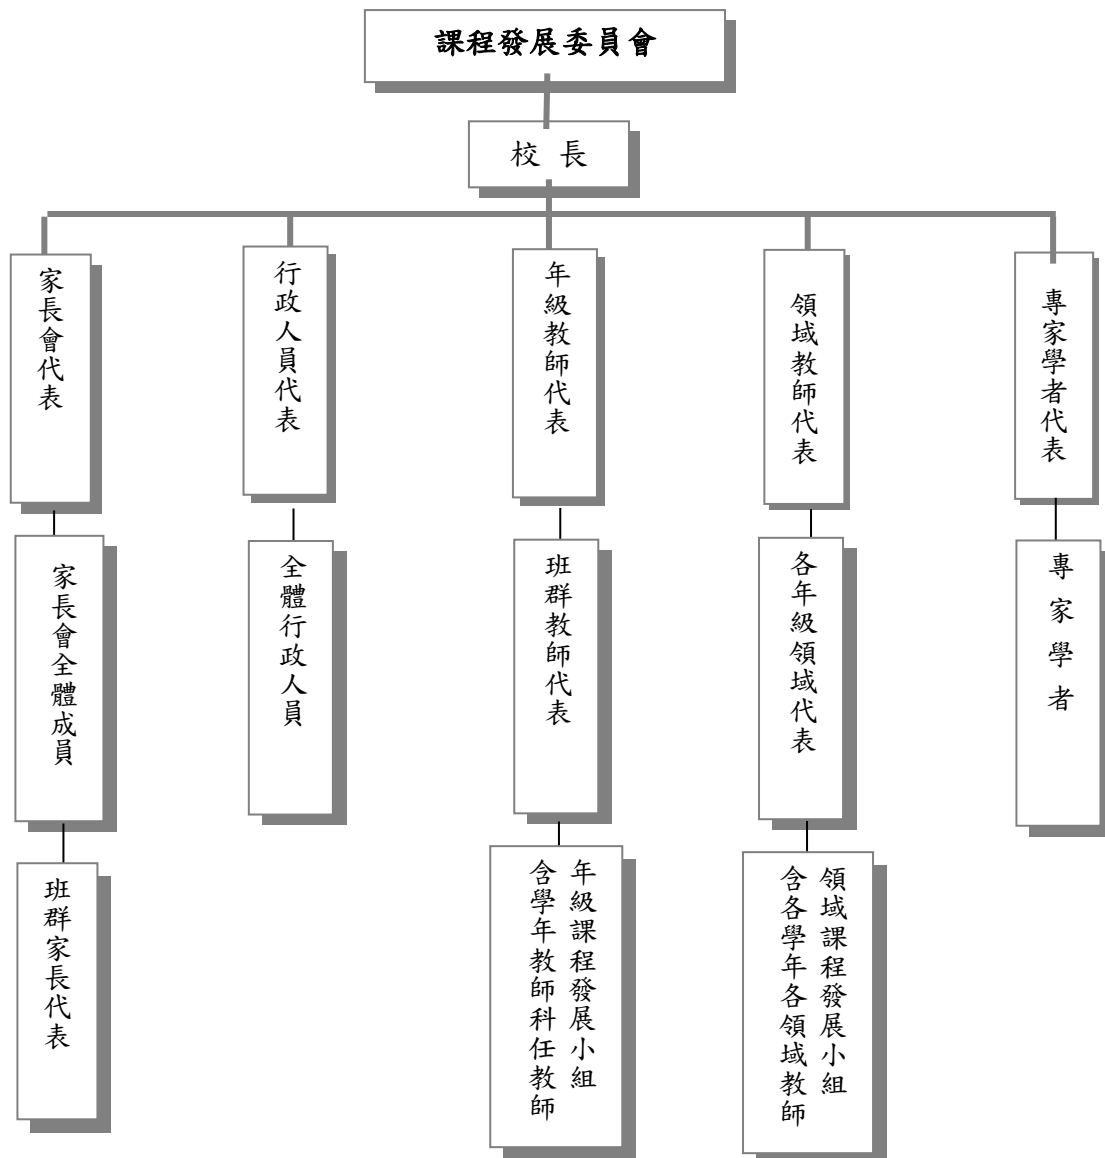 課程發展委員會
校 長
家長會代表
行政人員代表
年級教師代表
領域教師代表
專家學者代表
家長會全體成員
全體行政人員
班群教師代表
各年級領域代表
專家學者
班群家長代表
年級課程發展小組
含學年教師科任教師
領域課程發展小組
含各學年各領域教師